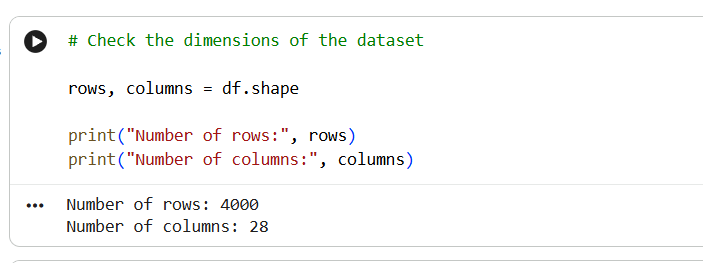 # Check the dimensions of the dataset
rows, columns = df.shape
print("Number of rows:", rows)
print("Number of columns:", columns)
Number of rows: 4000
Number of columns: 28